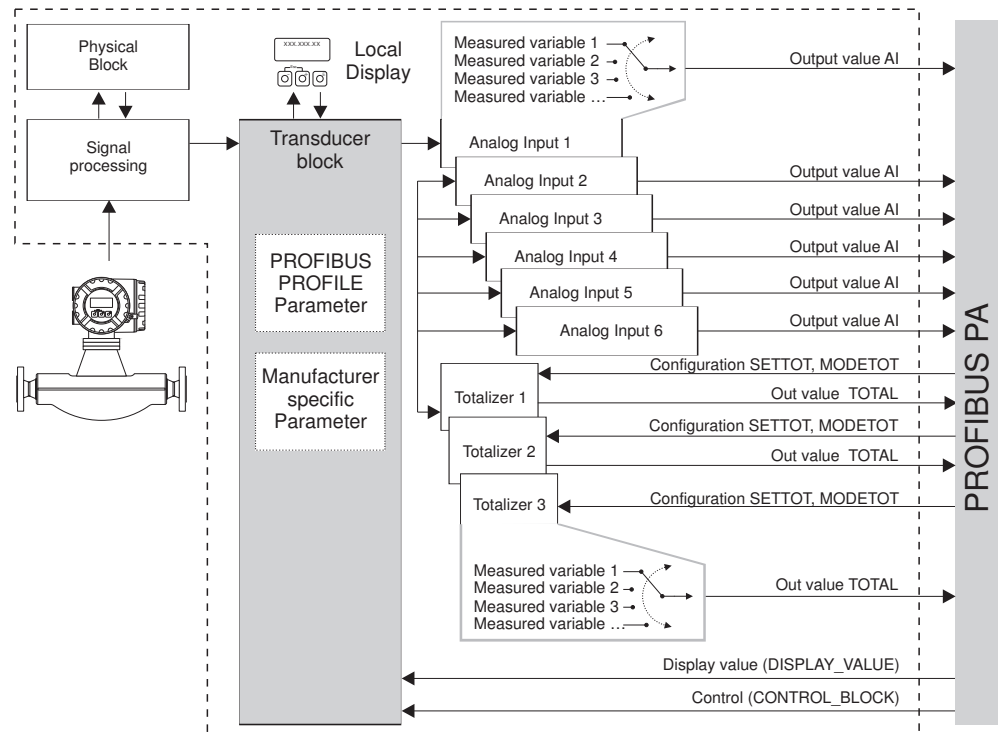 Physical
Block
Signal
processing
xxx.xxx.xx
Local
Display
Transducer
block
PROFIBUS
PROFILE
Parameter
Manufacturer
specific
Parameter
Measured variable 1
Measured variable 2
Measured variable 3
Measured variable ...
Analog Input 1
Analog Input 2
Analog Input 3
Analog Input 4
Analog Input 5
Analog Input 6
Totalizer 1
Totalizer 2
Totalizer 3
Measured variable 1
Measured variable 2
Measured variable 3
Measured variable ...
Output value AI
Output value AI
Output value AI
Output value AI
Output value AI
Output value AI
Configuration SETTOT, MODETOT
Out value TOTAL
Configuration SETTOT, MODETOT
Out value TOTAL
Configuration SETTOT, MODETOT
Out value TOTAL
Display value (DISPLAY_VALUE)
Control (CONTROL_BLOCK)
PROFIBUS PA